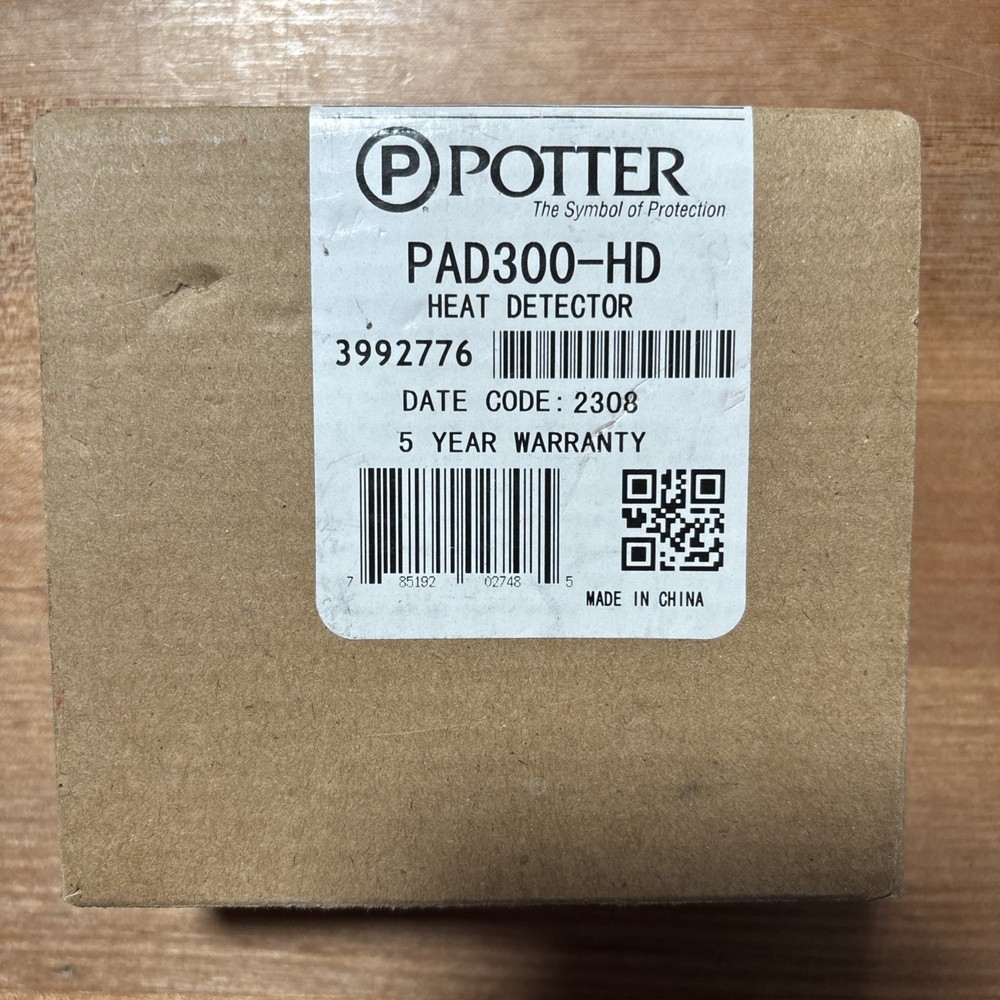 P POTTER
The Symbol of Protection
PAD300-HD
HEAT DETECTOR
3992776
DATE CODE: 2308
5 YEAR WARRANTY
7 85192 02748 5
MADE IN CHINA